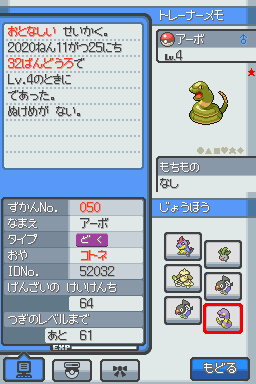 おとなしい せいかく。
2020ねん11がつ25にち
32ばんどうろで
Lv.4のときに
であった。
ぬけめが ない。
トレーナーメモ
アーボ ♂
Lv.4
もちもの
なし
ずかんNo. 050
なまえ アーボ
タイプ どく
おや コトネ
IDNo. 52032
げんざいの けいけんち
64
つぎのレベルまで
あと 61
EXP
じょうほう
もどる